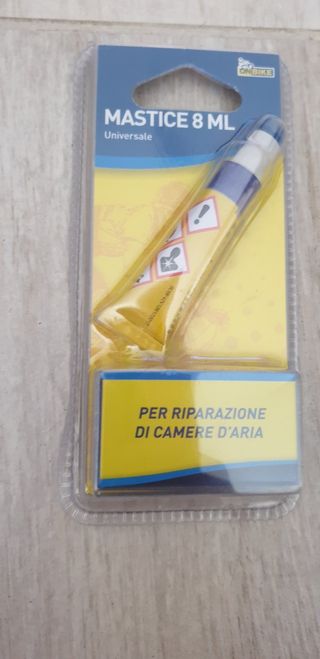 ONBIKE
MASTICE 8 ML
Universale
PER RIPARAZIONE
DI CAMERE D'ARIA